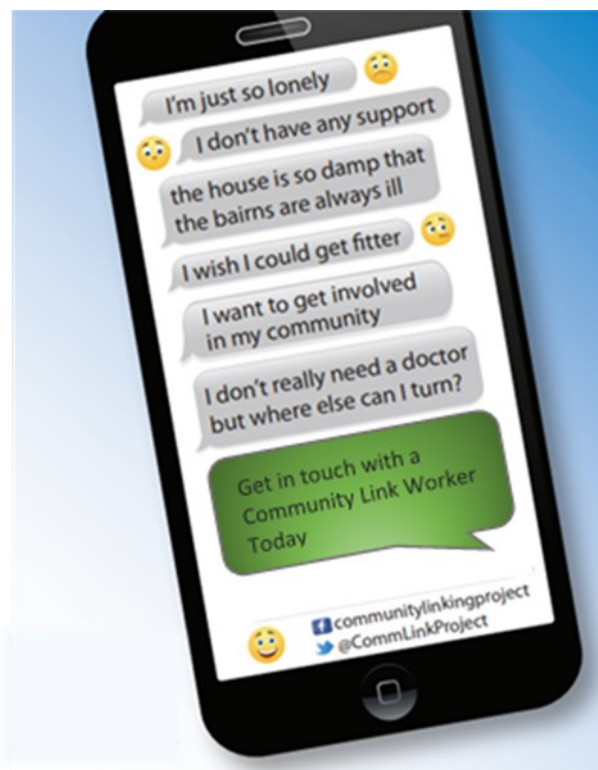 I'm just so lonely
I don't have any support
the house is so damp that
the bairns are always ill
I wish I could get fitter
I want to get involved
in my community
I don't really need a doctor
but where else can I turn?
Get in touch with a
Community Link Worker
Today
communitylinkingproject
@CommLinkProject